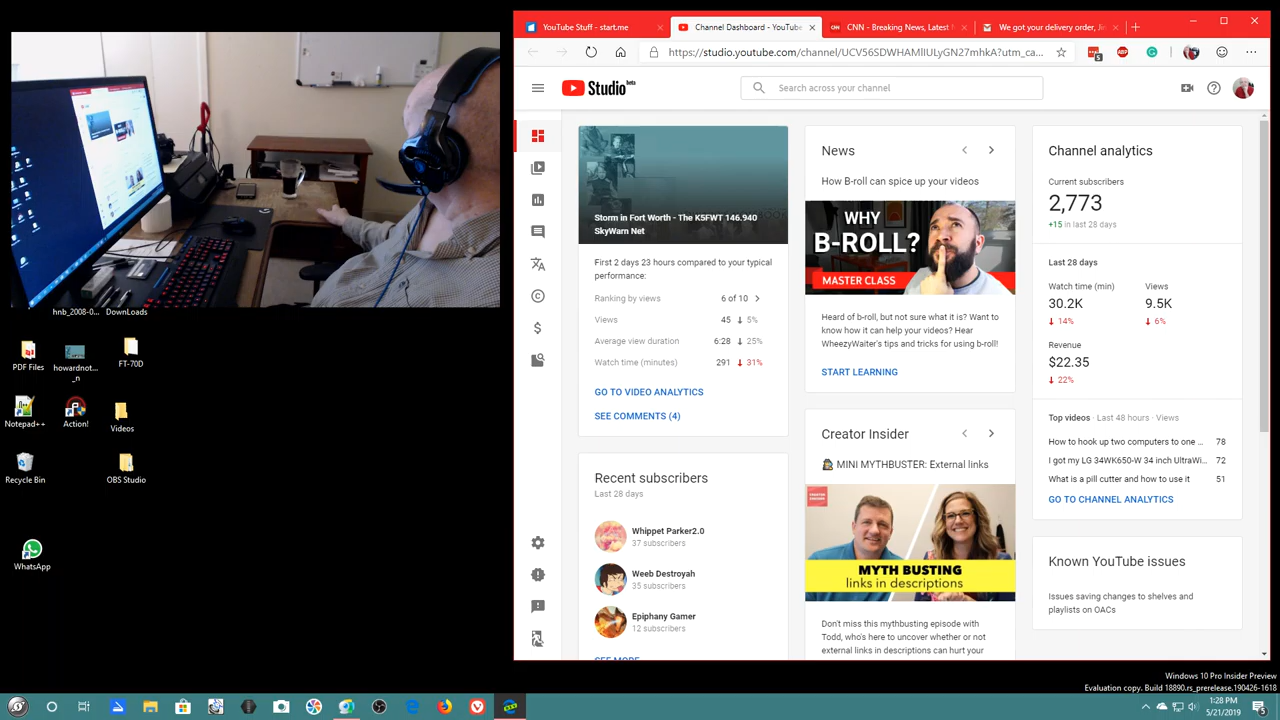 YouTube Stuff - start.me
Channel Dashboard - YouTube
CNN - Breaking News, Latest
We got your delivery order, Ji
https://studio.youtube.com/channel/UCV56SDWHAMllIULyGN27mhkA?utm_ca...
5
ABP
Studio beta
Search across your channel
Storm in Fort Worth - The K5FWT 146.940
SkyWarn Net
First 2 days 23 hours compared to your typical
performance:
Ranking by views 6 of 10
Views 45 5%
Average view duration 6:28 25%
Watch time (minutes) 291 31%
GO TO VIDEO ANALYTICS
SEE COMMENTS (4)
Recent subscribers
Last 28 days
Whippet Parker2.0
37 subscribers
Weeb Destroyah
35 subscribers
Epiphany Gamer
12 subscribers
SEE MORE
News
How B-roll can spice up your videos
WHY
B-ROLL?
MASTER CLASS
Heard of b-roll, but not sure what it is? Want to
know how it can help your videos? Hear
WheezyWaiter's tips and tricks for using b-roll!
START LEARNING
Creator Insider
MINI MYTHBUSTER: External links
MYTH BUSTING
links in descriptions
Don't miss this mythbusting episode with
Todd, who's here to uncover whether or not
external links in descriptions can hurt your
Channel analytics
Current subscribers
2,773
+15 in last 28 days
Last 28 days
Watch time (min) Views
30.2K 9.5K
14% 6%
Revenue
$22.35
22%
Top videos · Last 48 hours · Views
How to hook up two computers to one ... 78
I got my LG 34WK650-W 34 inch UltraWi... 72
What is a pill cutter and how to use it 51
GO TO CHANNEL ANALYTICS
Known YouTube issues
Issues saving changes to shelves and
playlists on OACs
hnb_2008-0... DownLoads
PDF Files howardnot..._n FT-70D
Notepad++ Action! Videos
Recycle Bin OBS Studio
WhatsApp
Windows 10 Pro Insider Preview
Evaluation copy. Build 18890.rs_prerelease.190426-1618
1:28 PM
5/21/2019
5